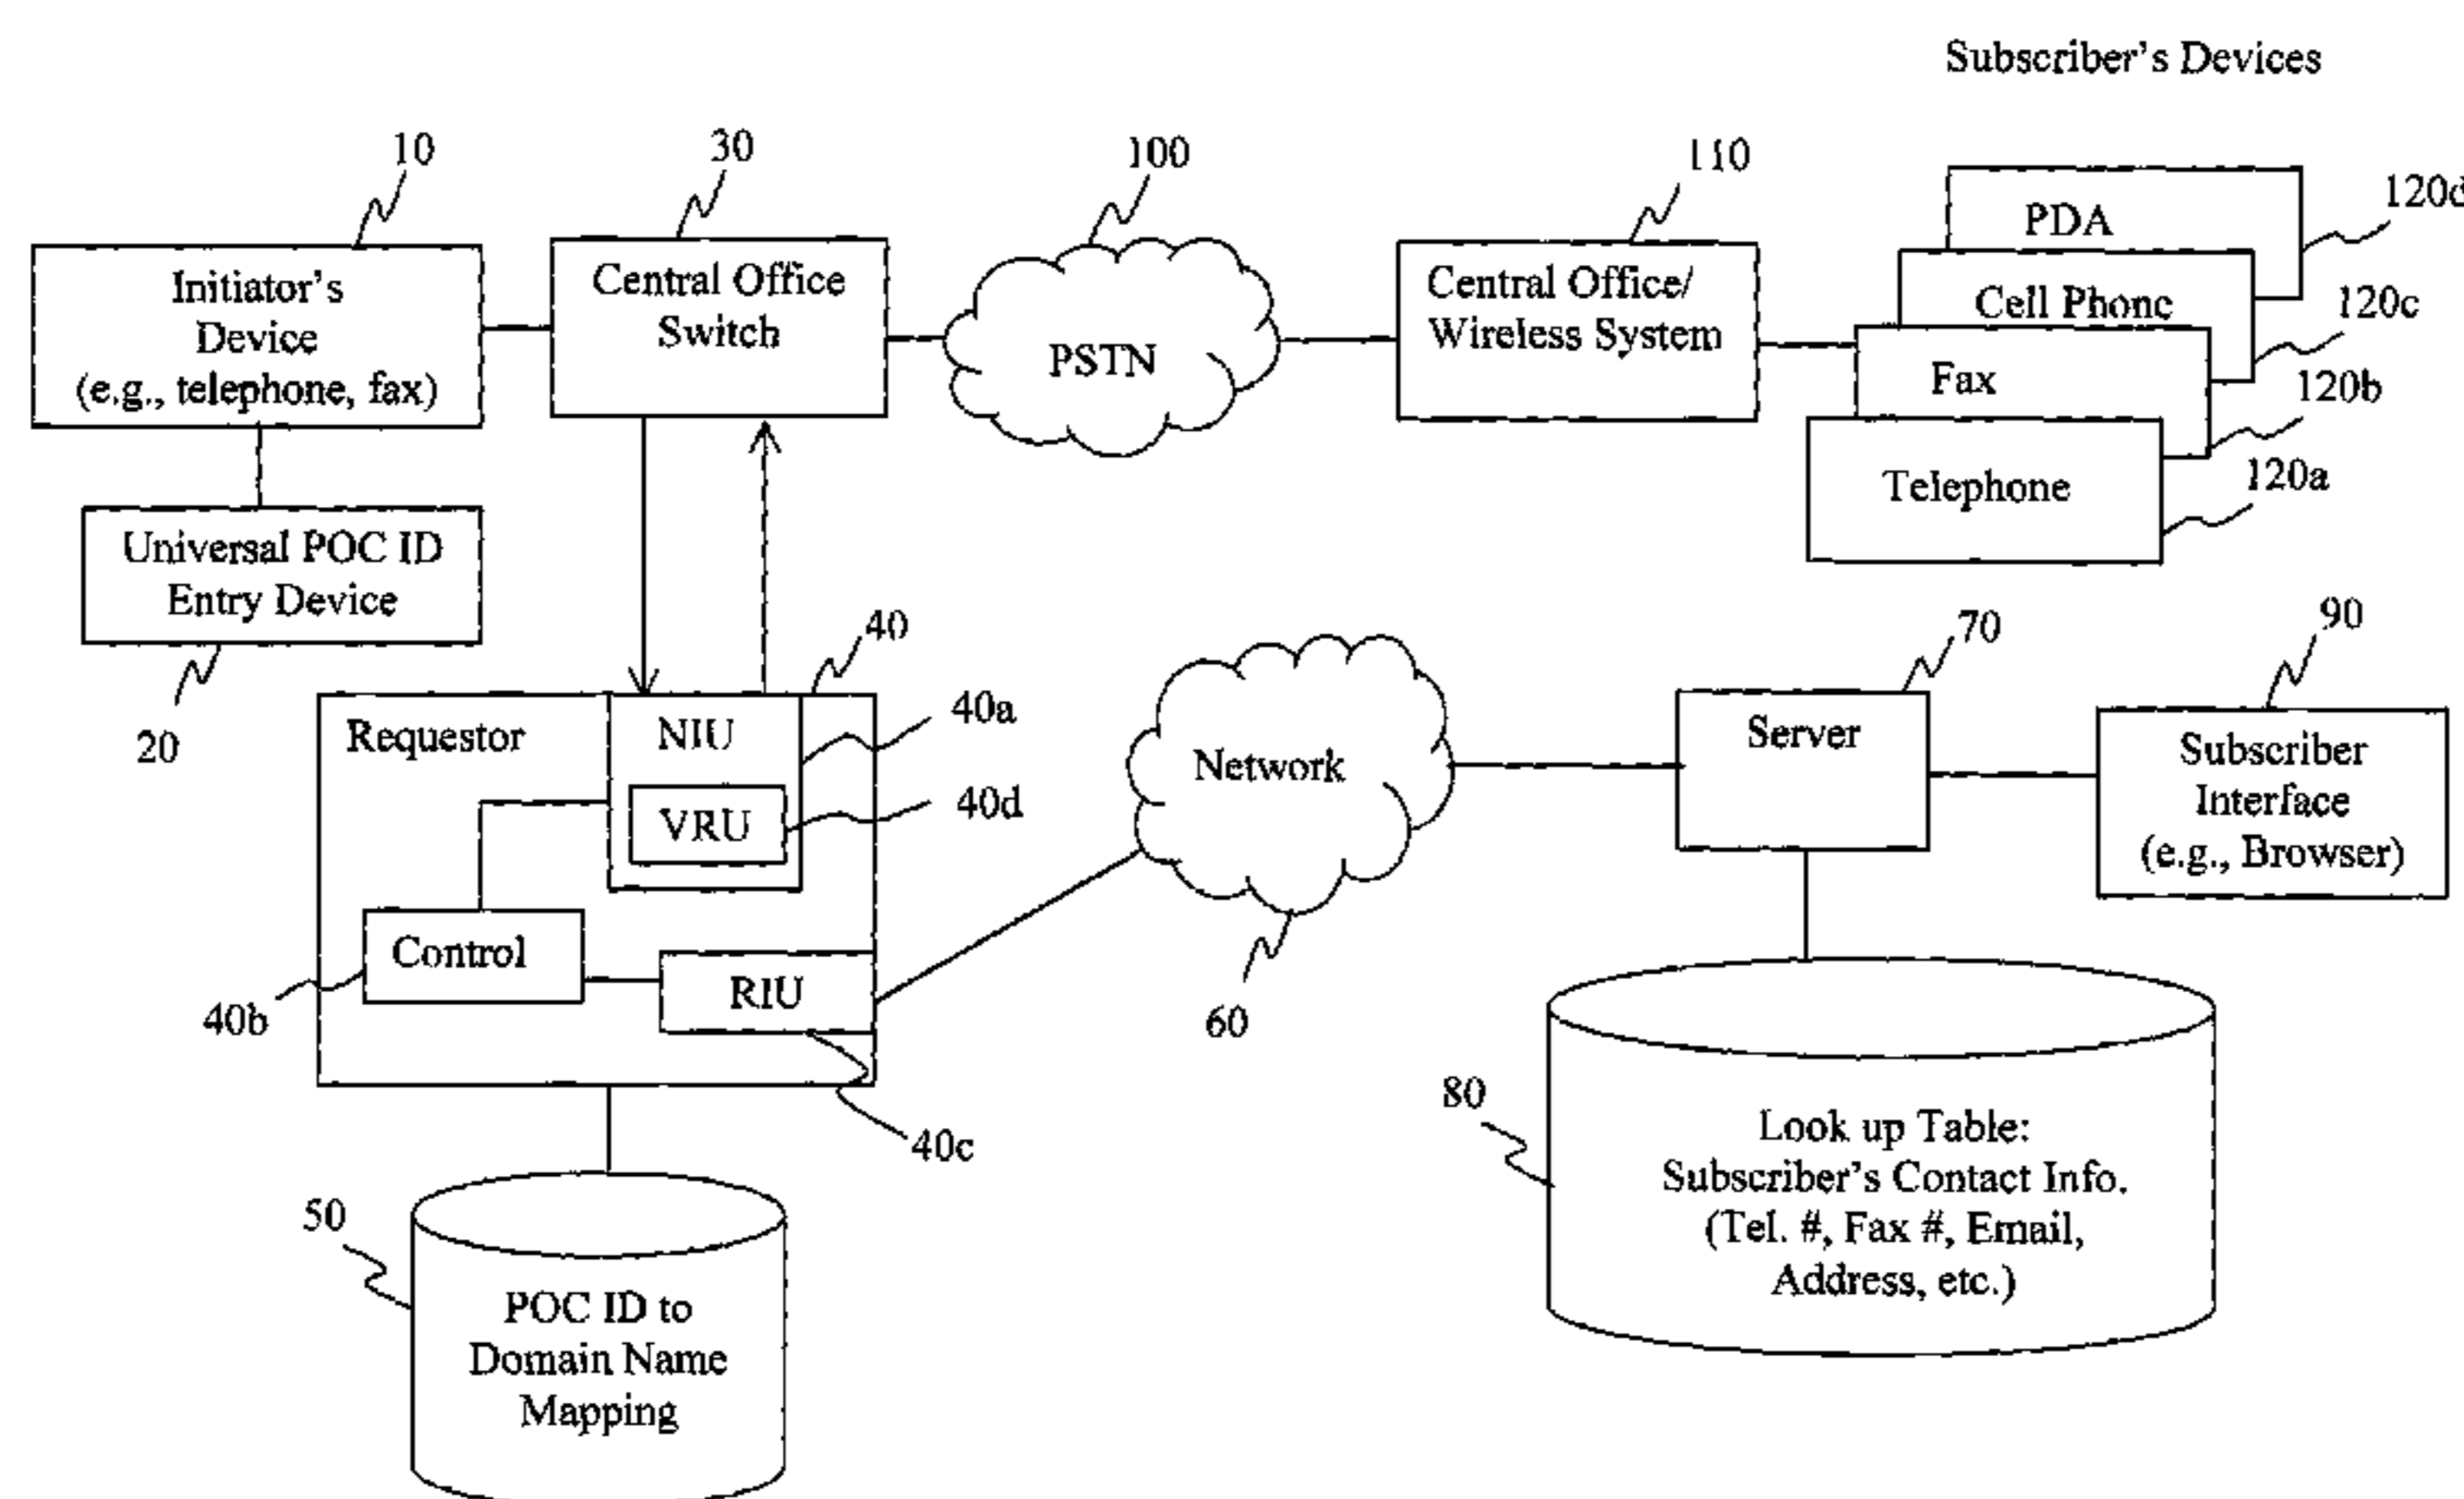 Subscriber's Devices
10
30
100
110
120d
Initiator's
Device
(e.g., telephone, fax)
Central Office
Switch
PSTN
Central Office/
Wireless System
PDA
Cell Phone
120c
Fax
120b
Telephone
120a
Universal POC ID
Entry Device
20
40
Requestor
NIU
40a
VRU
40d
Control
40b
RIU
40c
Network
60
70
Server
90
Subscriber
Interface
(e.g., Browser)
80
Look up Table:
Subscriber's Contact Info.
(Tel. #, Fax #, Email,
Address, etc.)
50
POC ID to
Domain Name
Mapping